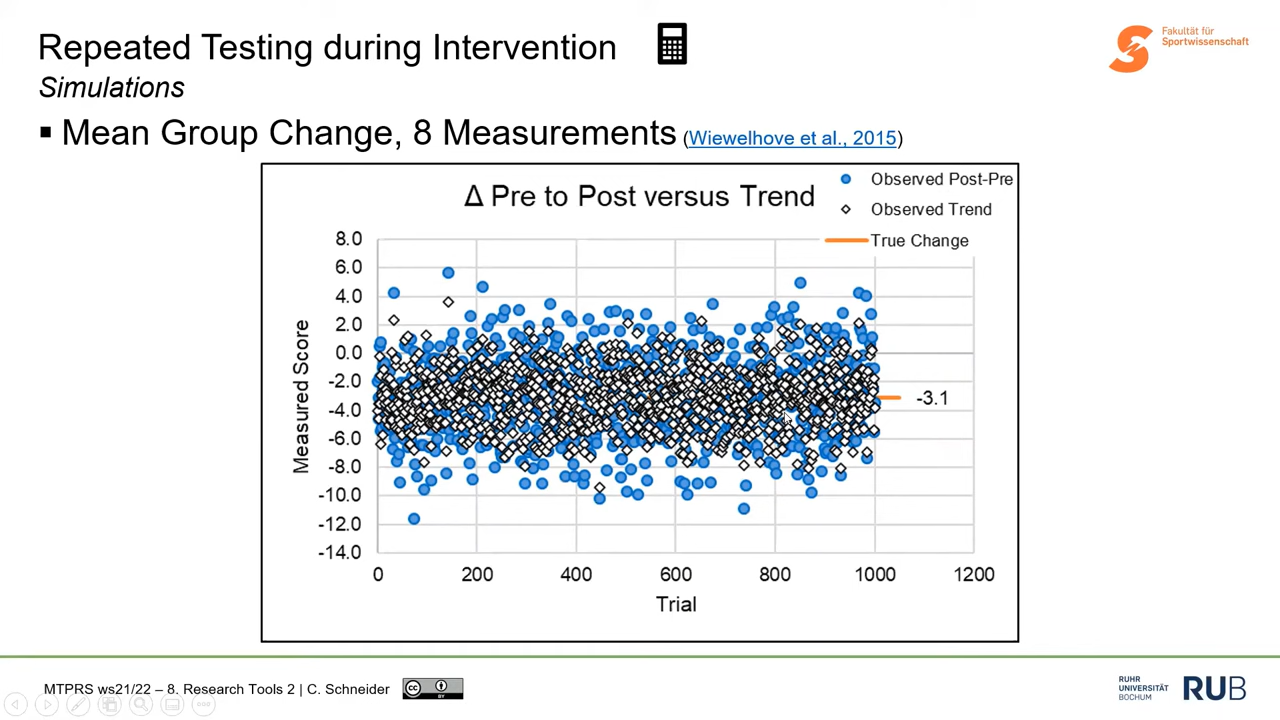 Repeated Testing during Intervention
Simulations
▪ Mean Group Change, 8 Measurements (Wiewelhove et al., 2015)
Δ Pre to Post versus Trend
Observed Post-Pre
Observed Trend
True Change
8.0
6.0
4.0
2.0
0.0
-2.0
-4.0
-6.0
-8.0
-10.0
-12.0
-14.0
Measured Score
-3.1
0 200 400 600 800 1000 1200
Trial
Fakultät für
Sportwissenschaft
MTPRS ws21/22 – 8. Research Tools 2 | C. Schneider
cc
BY
RUHR
UNIVERSITÄT
BOCHUM
RUB